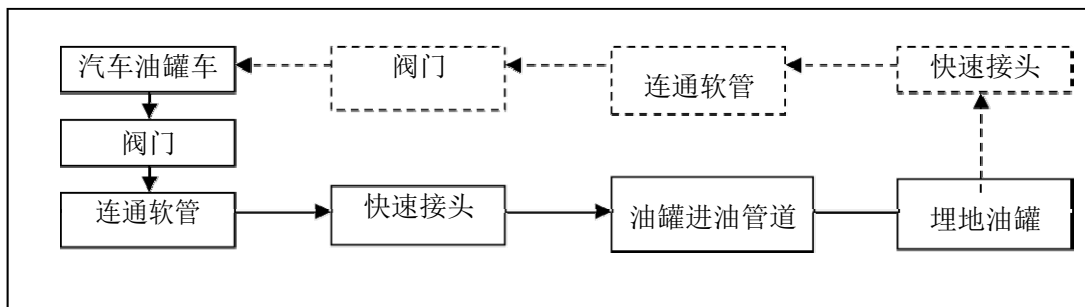 汽车油罐车
阀门
连通软管
快速接头
阀门
连通软管
快速接头
油罐进油管道
埋地油罐